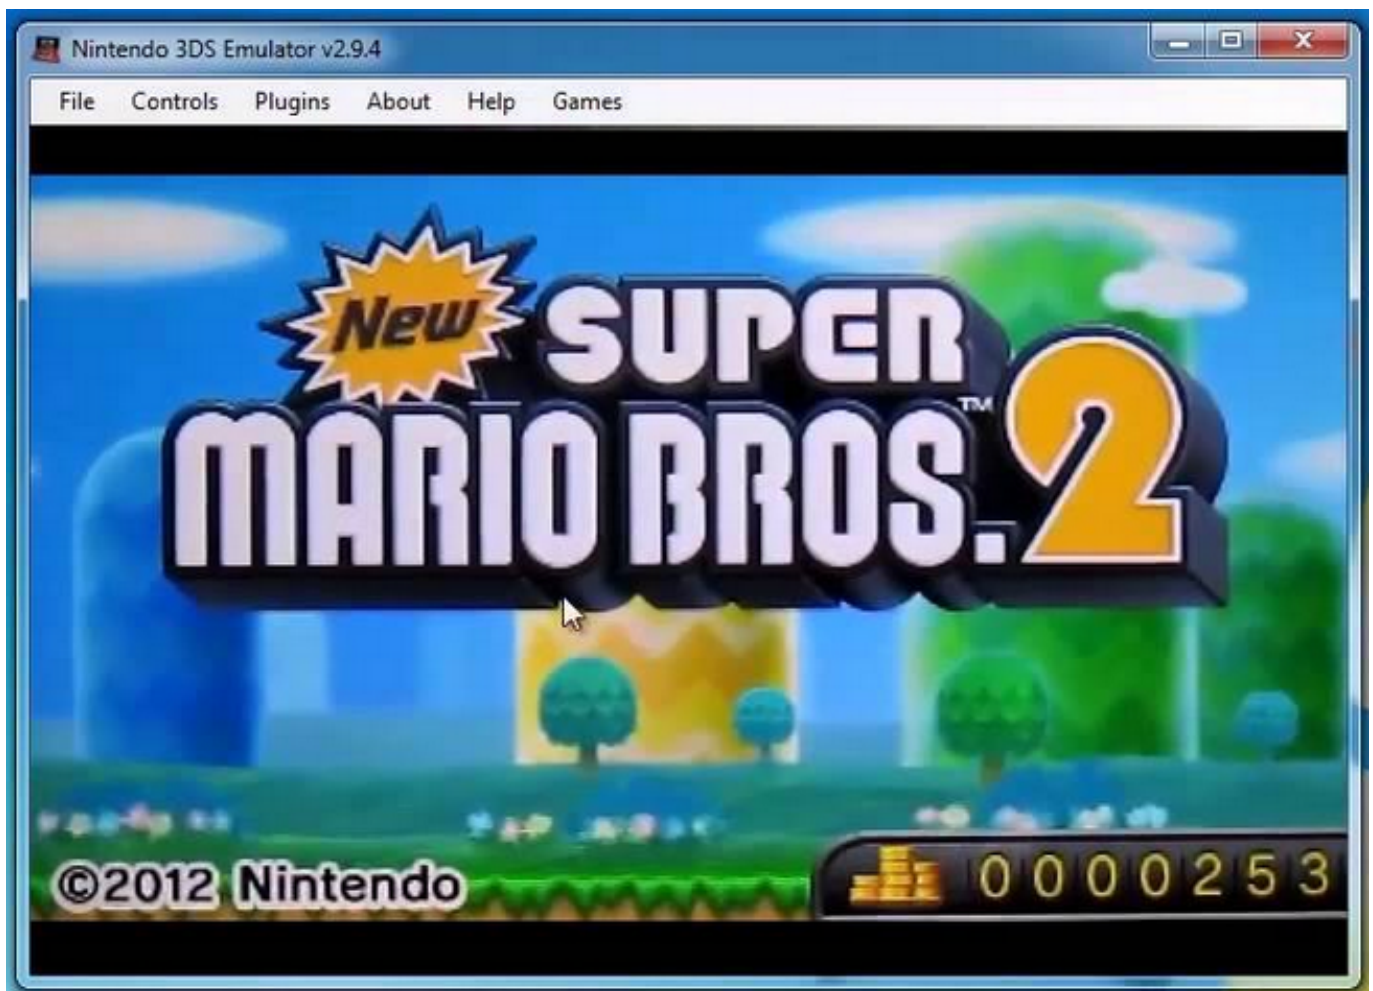 Nintendo 3DS Emulator v2.9.4
File Controls Plugins About Help Games
New SUPER
MARIO BROS.™ 2
©2012 Nintendo
0000253